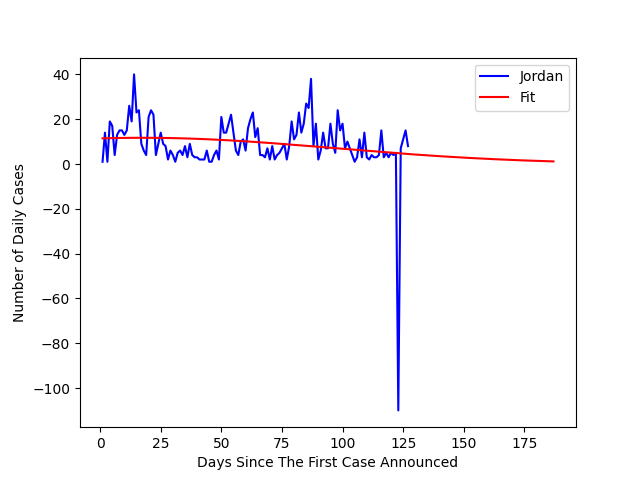 Jordan
Fit
40
20
0
−20
−40
−60
−80
−100
Number of Daily Cases
0 25 50 75 100 125 150 175
Days Since The First Case Announced